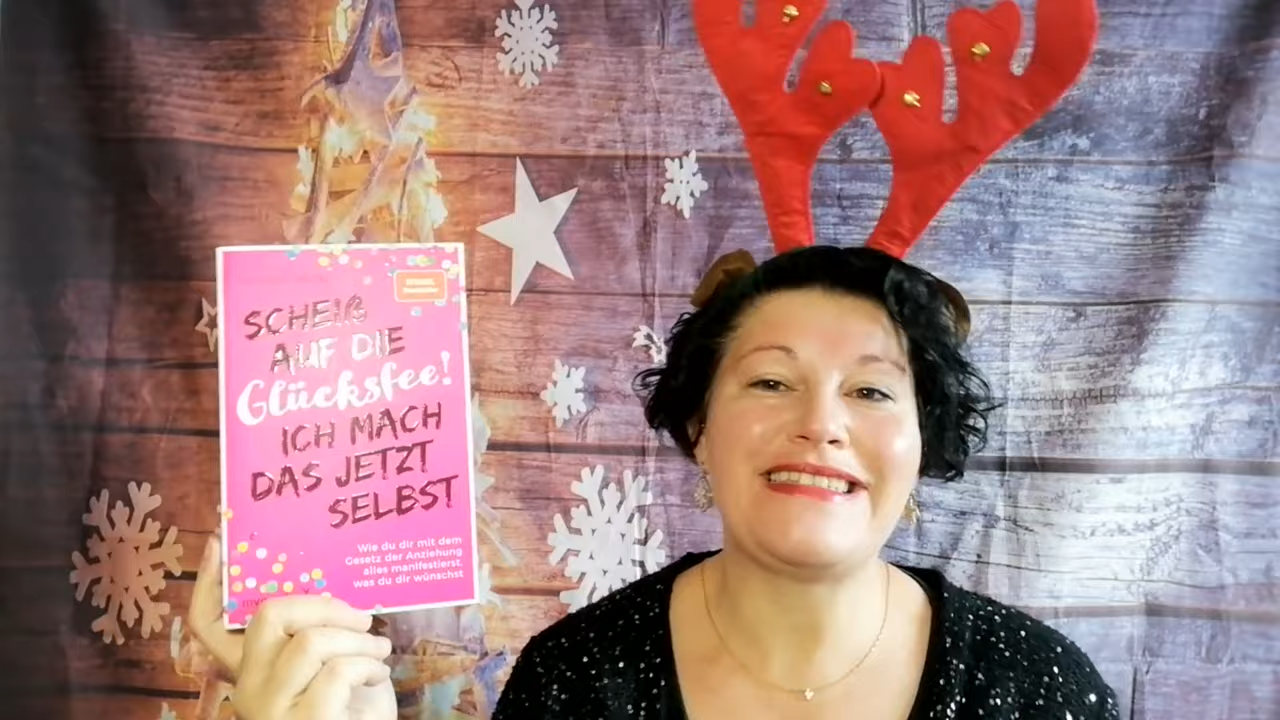 SCHEIß
AUF DIE
Glücksfee!
ICH MACH
DAS JETZT
SELBST
Wie du dir mit dem
Gesetz der Anziehung
alles manifestierst,
was du dir wünschst